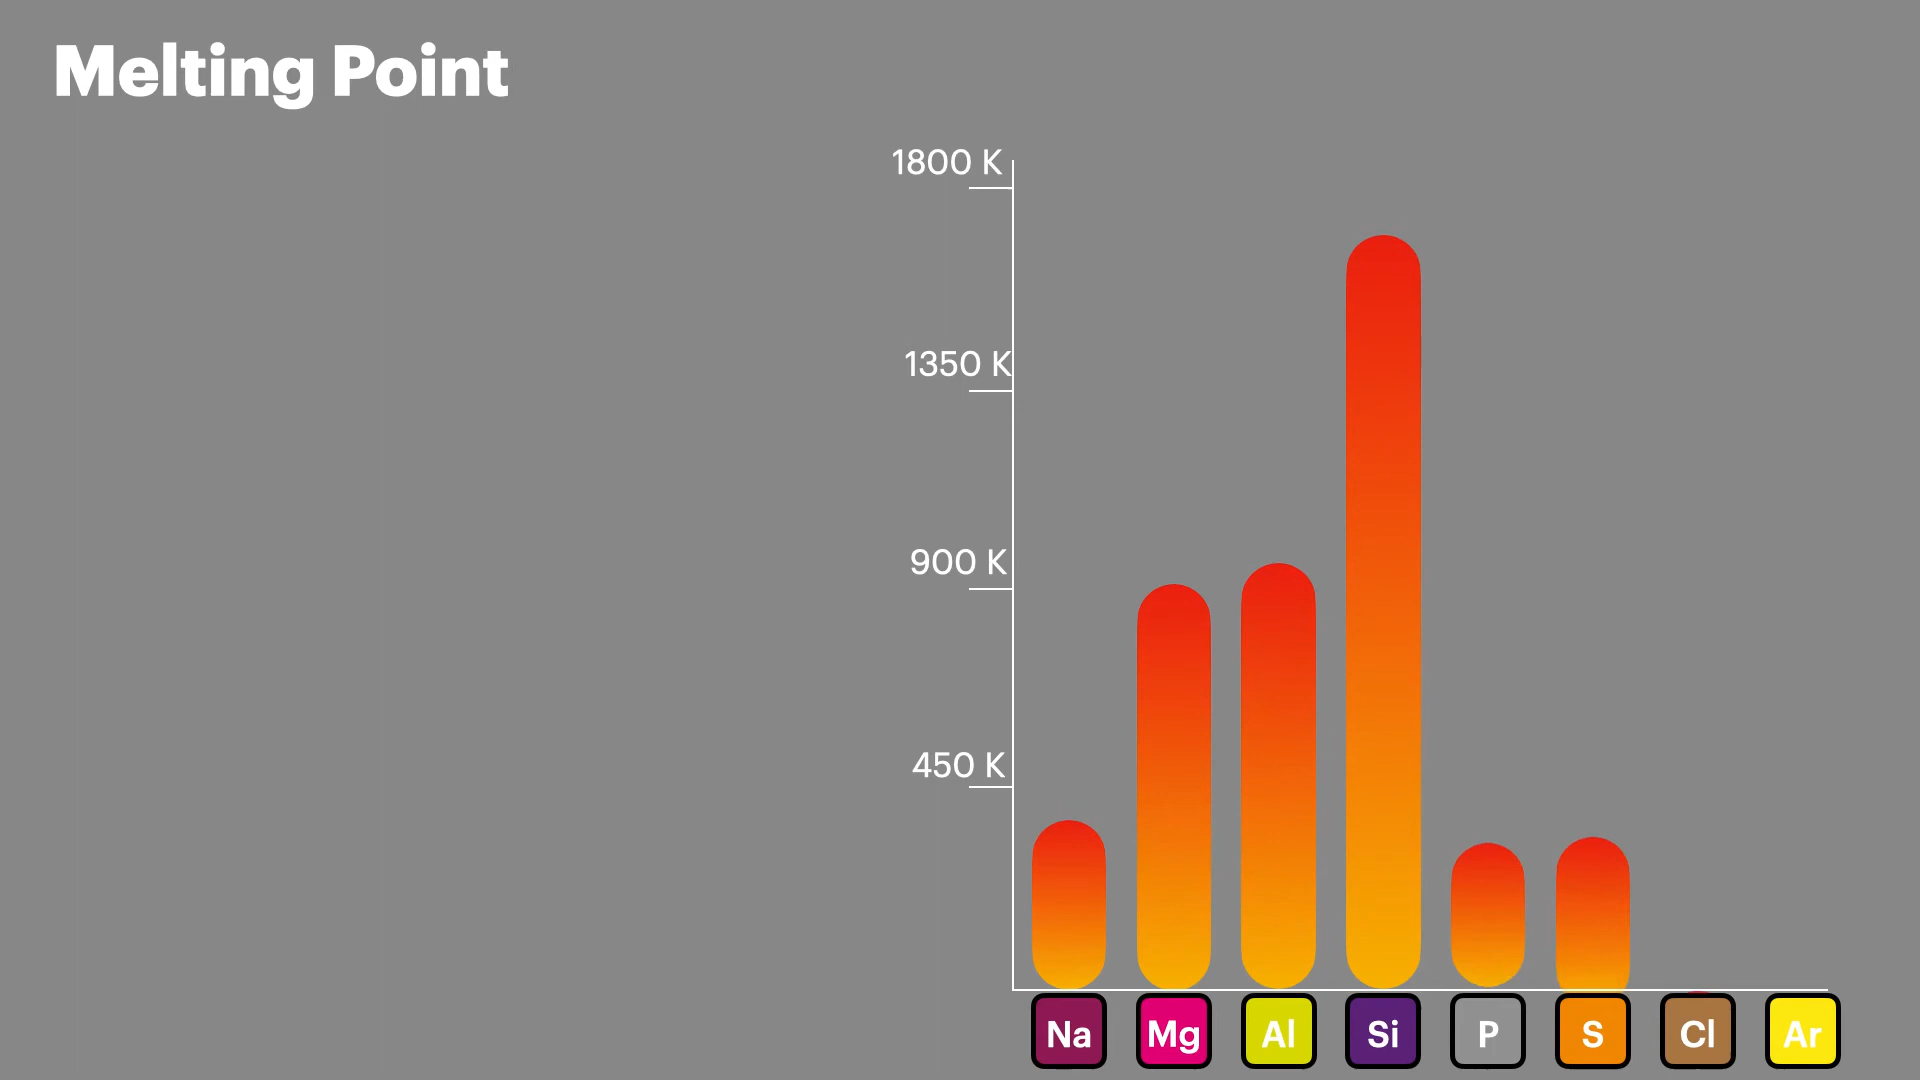 Melting Point
1800 K
1350 K
900 K
450 K
Na Mg Al Si P S Cl Ar